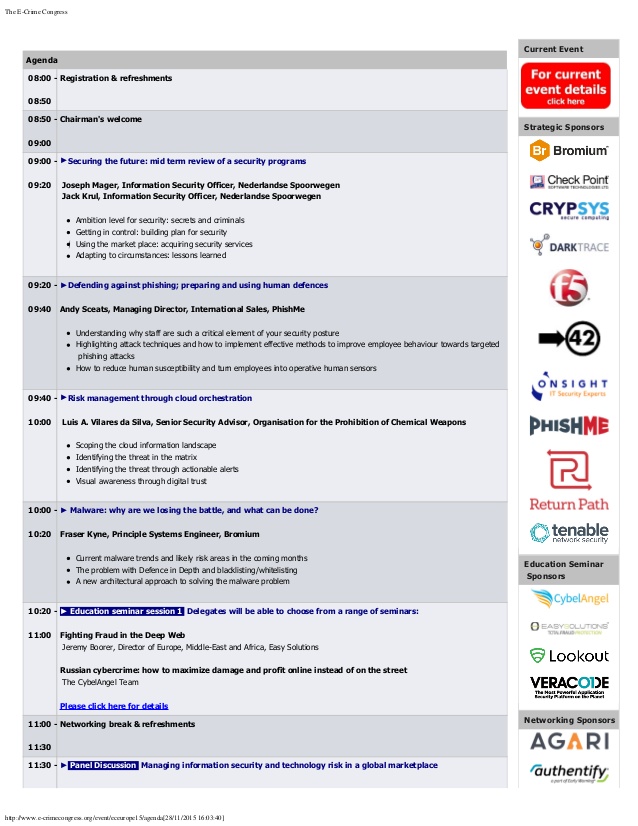 The E-Crime Congress
Agenda
08:00 - Registration & refreshments
08:50
08:50 - Chairman's welcome
09:00
09:00 - ►Securing the future: mid term review of a security programs
09:20 Joseph Mager, Information Security Officer, Nederlandse Spoorwegen
Jack Krul, Information Security Officer, Nederlandse Spoorwegen
● Ambition level for security: secrets and criminals
● Getting in control: building plan for security
● Using the market place: acquiring security services
● Adapting to circumstances: lessons learned
09:20 - ►Defending against phishing; preparing and using human defences
09:40 Andy Sceats, Managing Director, International Sales, PhishMe
● Understanding why staff are such a critical element of your security posture
● Highlighting attack techniques and how to implement effective methods to improve employee behaviour towards targeted
phishing attacks
● How to reduce human susceptibility and turn employees into operative human sensors
09:40 - ►Risk management through cloud orchestration
10:00 Luis A. Vilares da Silva, Senior Security Advisor, Organisation for the Prohibition of Chemical Weapons
● Scoping the cloud information landscape
● Identifying the threat in the matrix
● Identifying the threat through actionable alerts
● Visual awareness through digital trust
10:00 - ► Malware: why are we losing the battle, and what can be done?
10:20 Fraser Kyne, Principle Systems Engineer, Bromium
● Current malware trends and likely risk areas in the coming months
● The problem with Defence in Depth and blacklisting/whitelisting
● A new architectural approach to solving the malware problem
10:20 - ► Education seminar session 1 Delegates will be able to choose from a range of seminars:
11:00 Fighting Fraud in the Deep Web
Jeremy Boorer, Director of Europe, Middle-East and Africa, Easy Solutions
Russian cybercrime: how to maximize damage and profit online instead of on the street
The CybelAngel Team
Please click here for details
11:00 - Networking break & refreshments
11:30
11:30 - ► Panel Discussion Managing information security and technology risk in a global marketplace
Current Event
For current
event details
click here
Strategic Sponsors
Br Bromium
Check Point
SOFTWARE TECHNOLOGIES LTD.
CRYPSYS
secure computing
DARKTRACE
f5
42
ONSIGHT
IT Security Experts
PHISHME
Return Path
tenable
network security
Education Seminar
Sponsors
CybelAngel
EASYSOLUTIONS
TOTAL FRAUD PROTECTION
Lookout
VERACODE
The Most Powerful Application
Security Platform on the Planet
Networking Sponsors
AGARI
authentify
a part of Early Warning
http://www.e-crimecongress.org/event/ececurope15/agenda[28/11/2015 16:03:40]